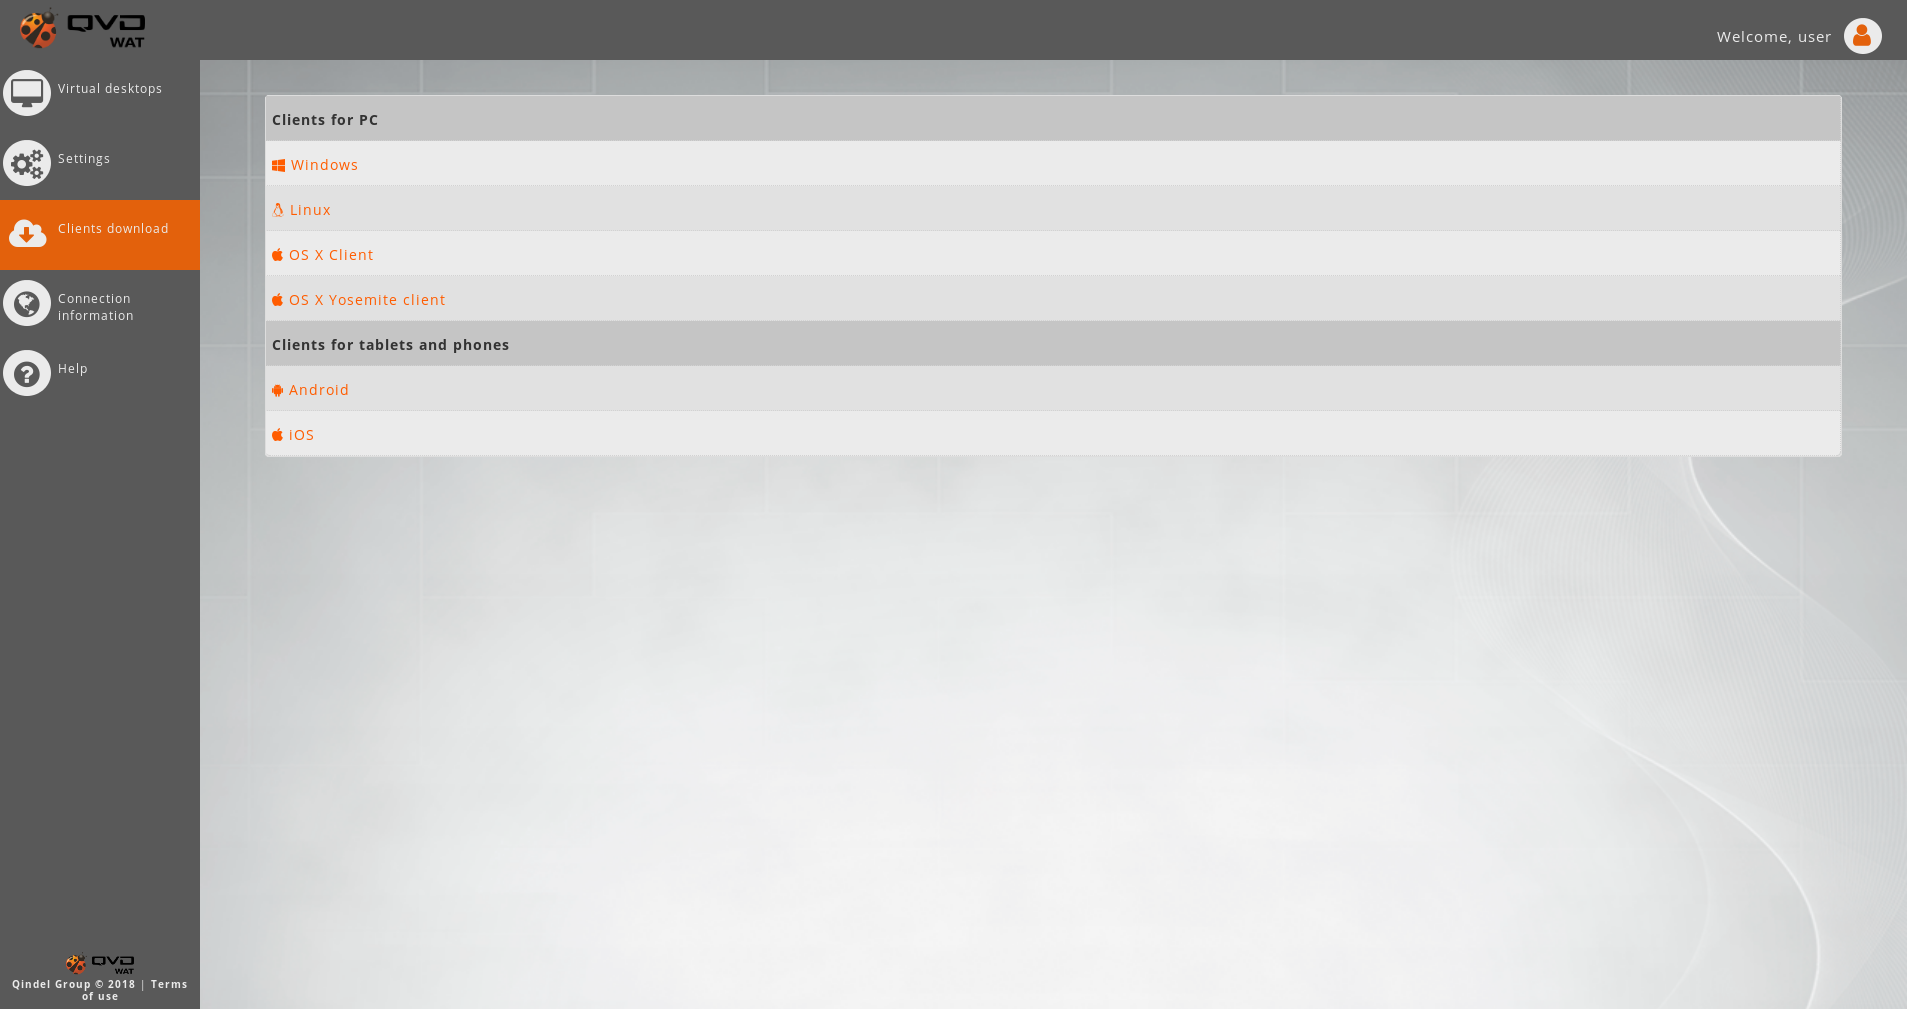 QVD
WAT
Welcome, user
Virtual desktops
Settings
Clients download
Connection
information
Help
Clients for PC
Windows
Linux
OS X Client
OS X Yosemite client
Clients for tablets and phones
Android
iOS
QVD
WAT
Qindel Group © 2018 | Terms
of use